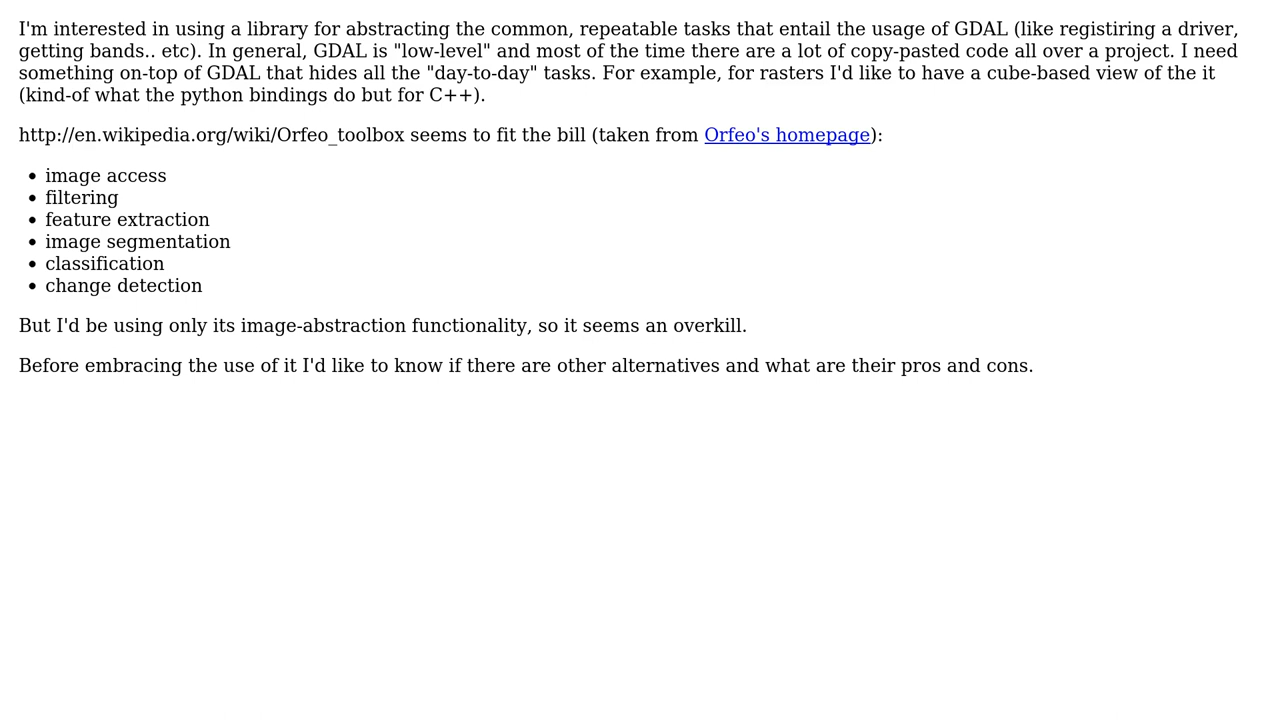 I'm interested in using a library for abstracting the common, repeatable tasks that entail the usage of GDAL (like registiring a driver,
getting bands.. etc). In general, GDAL is "low-level" and most of the time there are a lot of copy-pasted code all over a project. I need
something on-top of GDAL that hides all the "day-to-day" tasks. For example, for rasters I'd like to have a cube-based view of the it
(kind-of what the python bindings do but for C++).
http://en.wikipedia.org/wiki/Orfeo_toolbox seems to fit the bill (taken from Orfeo's homepage):
• image access
• filtering
• feature extraction
• image segmentation
• classification
• change detection
But I'd be using only its image-abstraction functionality, so it seems an overkill.
Before embracing the use of it I'd like to know if there are other alternatives and what are their pros and cons.